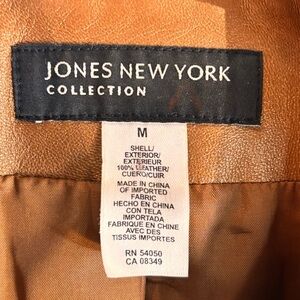 JONES NEW YORK
COLLECTION
M
SHELL/
EXTERIOR/
EXTERIEUR
100% LEATHER/
CUERO/CUIR
MADE IN CHINA
OF IMPORTED
FABRIC
HECHO EN CHINA
CON TELA
IMPORTADA
FABRIQUE EN CHINE
AVEC DES
TISSUS IMPORTES
RN 54050
CA 08349